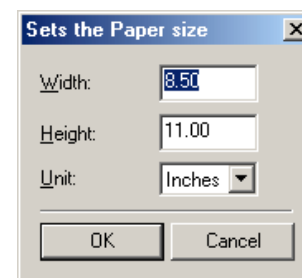 Sets the Paper size
Width: 8.50
Height: 11.00
Unit: Inches
OK Cancel